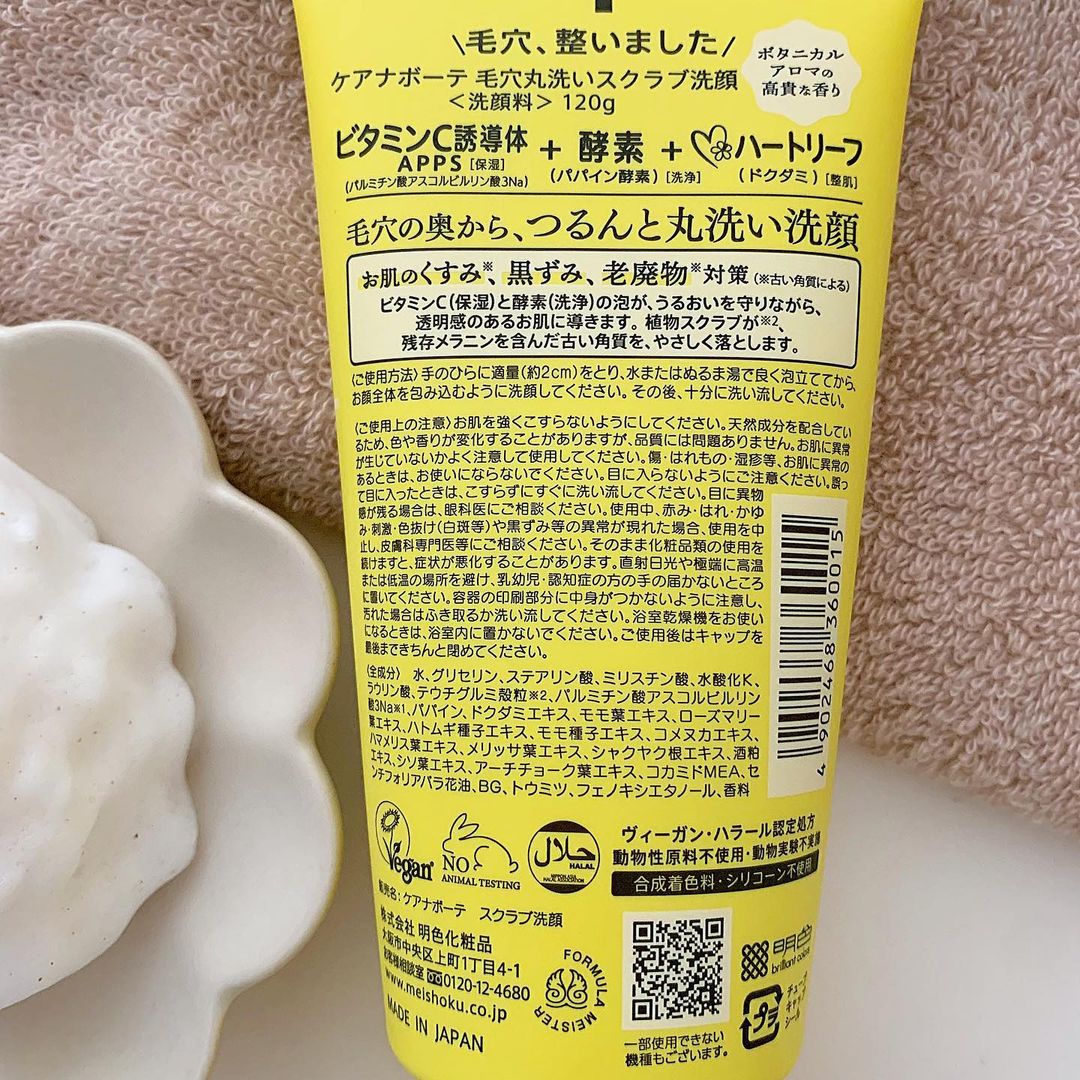 \毛穴、整いました/
ケアナボーテ 毛穴丸洗いスクラブ洗顔
<洗顔料> 120g
ボタニカル
アロマの
高貴な香り
ビタミンC誘導体
APPS[保湿]
(パルミチン酸アスコルビルリン酸3Na)
+ 酵素 +
(パパイン酵素)[洗浄]
ハートリーフ
(ドクダミ)[整肌]
毛穴の奥から、つるんと丸洗い洗顔
お肌のくすみ※、黒ずみ、老廃物※対策(※古い角質による)
ビタミンC(保湿)と酵素(洗浄)の泡が、うるおいを守りながら、
透明感のあるお肌に導きます。植物スクラブが※2、
残存メラニンを含んだ古い角質を、やさしく落とします。
〈ご使用方法〉手のひらに適量(約2cm)をとり、水またはぬるま湯で良く泡立ててから、
お顔全体を包み込むように洗顔してください。その後、十分に洗い流してください。
〈ご使用上の注意〉お肌を強くこすらないようにしてください。天然成分を配合してい
るため、色や香りが変化することがありますが、品質には問題ありません。お肌に異常
が生じていないかよく注意して使用してください。傷・はれもの・湿疹等、お肌に異常の
あるときは、お使いにならないでください。目に入らないようにご注意ください。誤っ
て目に入ったときは、こすらずにすぐに洗い流してください。目に異物
感が残る場合は、眼科医にご相談ください。使用中、赤み・はれ・かゆ
み・刺激・色抜け(白斑等)や黒ずみ等の異常が現れた場合、使用を中
止し、皮膚科専門医等にご相談ください。そのまま化粧品類の使用を
続けますと、症状が悪化することがあります。直射日光や極端に高温
または低温の場所を避け、乳幼児・認知症の方の手の届かないところ
に置いてください。容器の印刷部分に中身がつかないように注意し、
汚れた場合はふき取るか洗い流してください。浴室乾燥機をお使い
になるときは、浴室内に置かないでください。ご使用後はキャップを
最後まできちんと閉めてください。
〈全成分〉 水、グリセリン、ステアリン酸、ミリスチン酸、水酸化K、
ラウリン酸、テウチグルミ殻粒※2、パルミチン酸アスコルビルリン
酸3Na※1、パパイン、ドクダミエキス、モモ葉エキス、ローズマリー
葉エキス、ハトムギ種子エキス、モモ種子エキス、コメヌカエキス、
ハマメリス葉エキス、メリッサ葉エキス、シャクヤク根エキス、酒粕
エキス、シソ葉エキス、アーチチョーク葉エキス、コカミドMEA、セ
ンチフォリアバラ花油、BG、トウミツ、フェノキシエタノール、香料
4 902468 360015
Vegan
NO
ANIMAL TESTING
حلال
HALAL
NIPPON ASIA
HALAL ASSOCIATION
ヴィーガン・ハラール認定処方
動物性原料不使用・動物実験不実施
合成着色料・シリコーン不使用
販売名:ケアナボーテ スクラブ洗顔
株式会社 明色化粧品
大阪市中央区上町1丁目4-1
お客様相談室 0120-12-4680
www.meishoku.co.jp
MADE IN JAPAN
FORMULA MEISTER
一部使用できない
機種もございます。
明色
brilliant colors
プラ
チュー
キャッ
シール